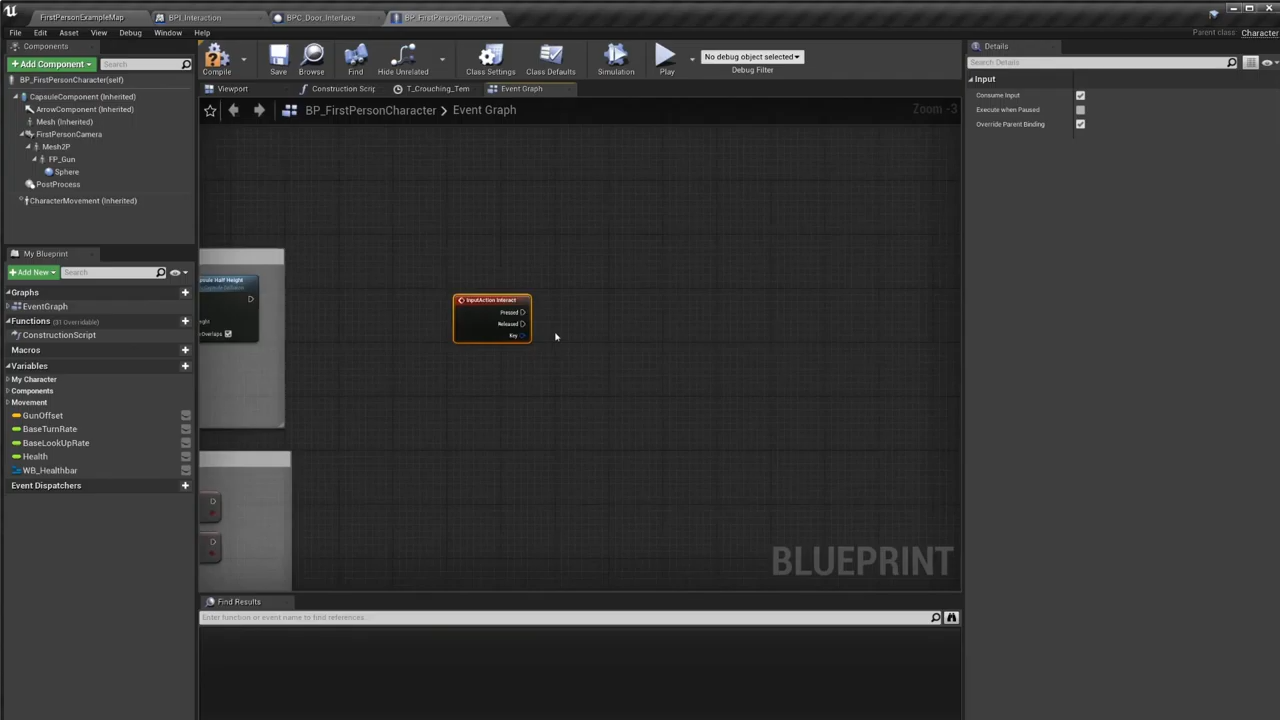 FirstPersonExampleMap
BPI_Interaction
BPC_Door_Interface
BP_FirstPersonCharacter*
Parent class: Character
File Edit Asset View Debug Window Help
Components
+Add Component
Search
BP_FirstPersonCharacter(self)
CapsuleComponent (Inherited)
ArrowComponent (Inherited)
Mesh (Inherited)
FirstPersonCamera
Mesh2P
FP_Gun
Sphere
PostProcess
CharacterMovement (Inherited)
My Blueprint
+Add New
Search
Graphs
EventGraph
Functions (31 Overridable)
ConstructionScript
Macros
Variables
My Character
Components
Movement
GunOffset
BaseTurnRate
BaseLookUpRate
Health
WB_Healthbar
Event Dispatchers
Compile
Save
Browse
Find
Hide Unrelated
Class Settings
Class Defaults
Simulation
Play
No debug object selected
Debug Filter
Viewport
Construction Scrip
T_Crouching_Tem
Event Graph
BP_FirstPersonCharacter > Event Graph
Zoom -3
psule Half Height
eight
eOverlaps
InputAction Interact
Pressed
Released
Key
BLUEPRINT
Find Results
Enter function or event name to find references...
Details
Search Details
Input
Consume Input
Execute when Paused
Override Parent Binding